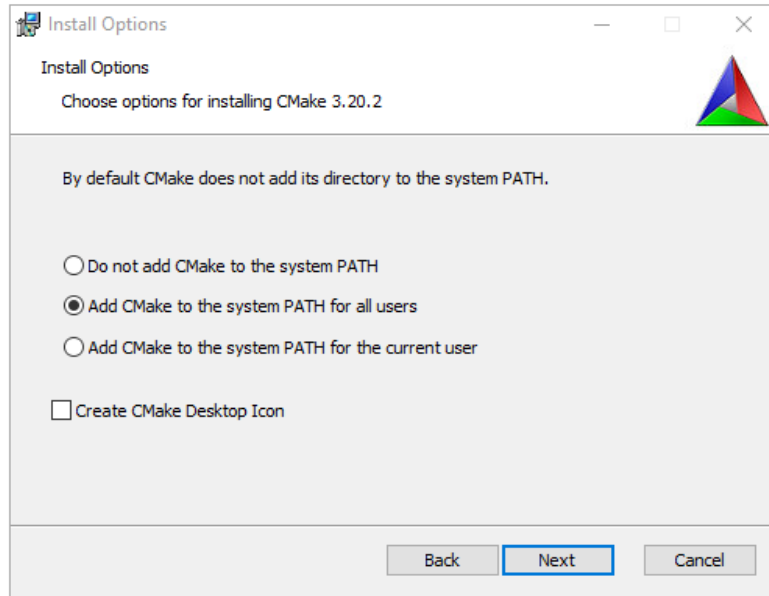 Install Options
Install Options
Choose options for installing CMake 3.20.2
By default CMake does not add its directory to the system PATH.
Do not add CMake to the system PATH
Add CMake to the system PATH for all users
Add CMake to the system PATH for the current user
Create CMake Desktop Icon
Back Next Cancel